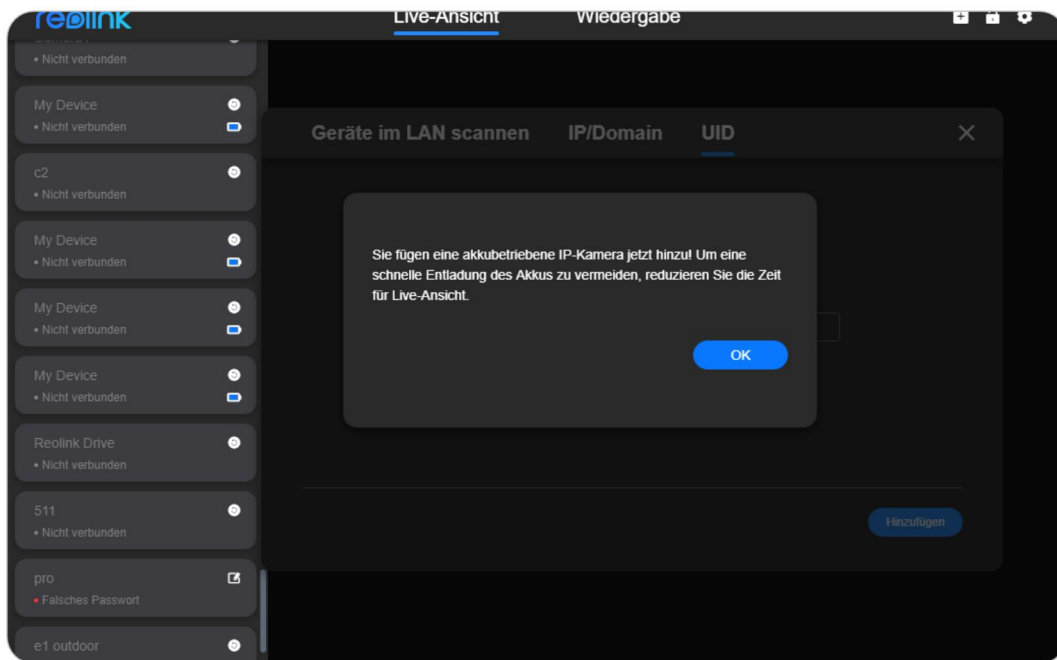 reolink
Live-Ansicht
Wiedergabe
• Nicht verbunden
My Device
• Nicht verbunden
c2
• Nicht verbunden
My Device
• Nicht verbunden
My Device
• Nicht verbunden
My Device
• Nicht verbunden
Reolink Drive
• Nicht verbunden
511
• Nicht verbunden
pro
• Falsches Passwort
e1 outdoor
Geräte im LAN scannen
IP/Domain
UID
Sie fügen eine akkubetriebene IP-Kamera jetzt hinzu! Um eine
schnelle Entladung des Akkus zu vermeiden, reduzieren Sie die Zeit
für Live-Ansicht.
OK
Hinzufügen